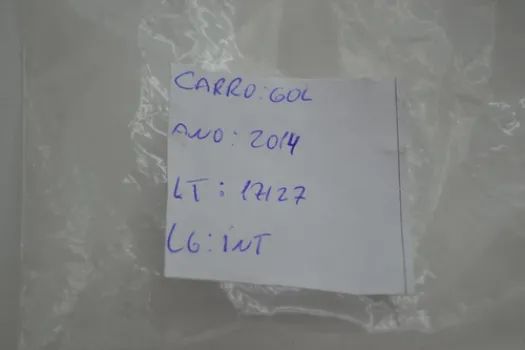 CARRO: GOL
ANO: 2014
LT: 17127
LG: INT